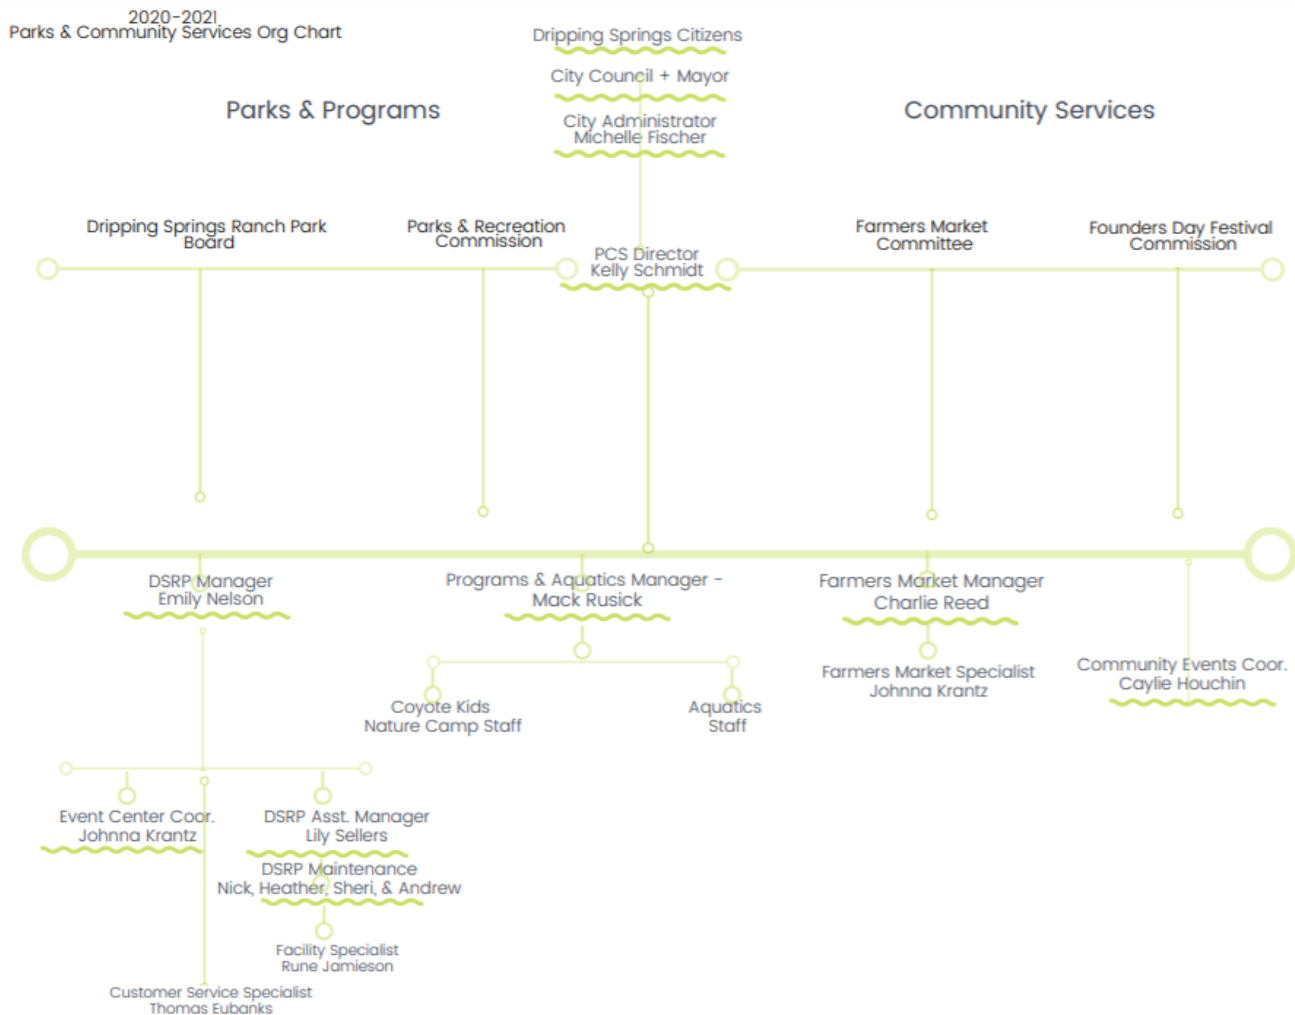 2020-2021
Parks & Community Services Org Chart
Dripping Springs Citizens
City Council + Mayor
City Administrator
Michelle Fischer
Parks & Programs
Community Services
Dripping Springs Ranch Park
Board
Parks & Recreation
Commission
PCS Director
Kelly Schmidt
Farmers Market
Committee
Founders Day Festival
Commission
DSRP Manager
Emily Nelson
Programs & Aquatics Manager -
Mack Rusick
Farmers Market Manager
Charlie Reed
Coyote Kids
Nature Camp Staff
Aquatics
Staff
Farmers Market Specialist
Johnna Krantz
Community Events Coor.
Caylie Houchin
Event Center Coor.
Johnna Krantz
DSRP Asst. Manager
Lily Sellers
DSRP Maintenance
Nick, Heather, Sheri, & Andrew
Facility Specialist
Rune Jamieson
Customer Service Specialist
Thomas Eubanks